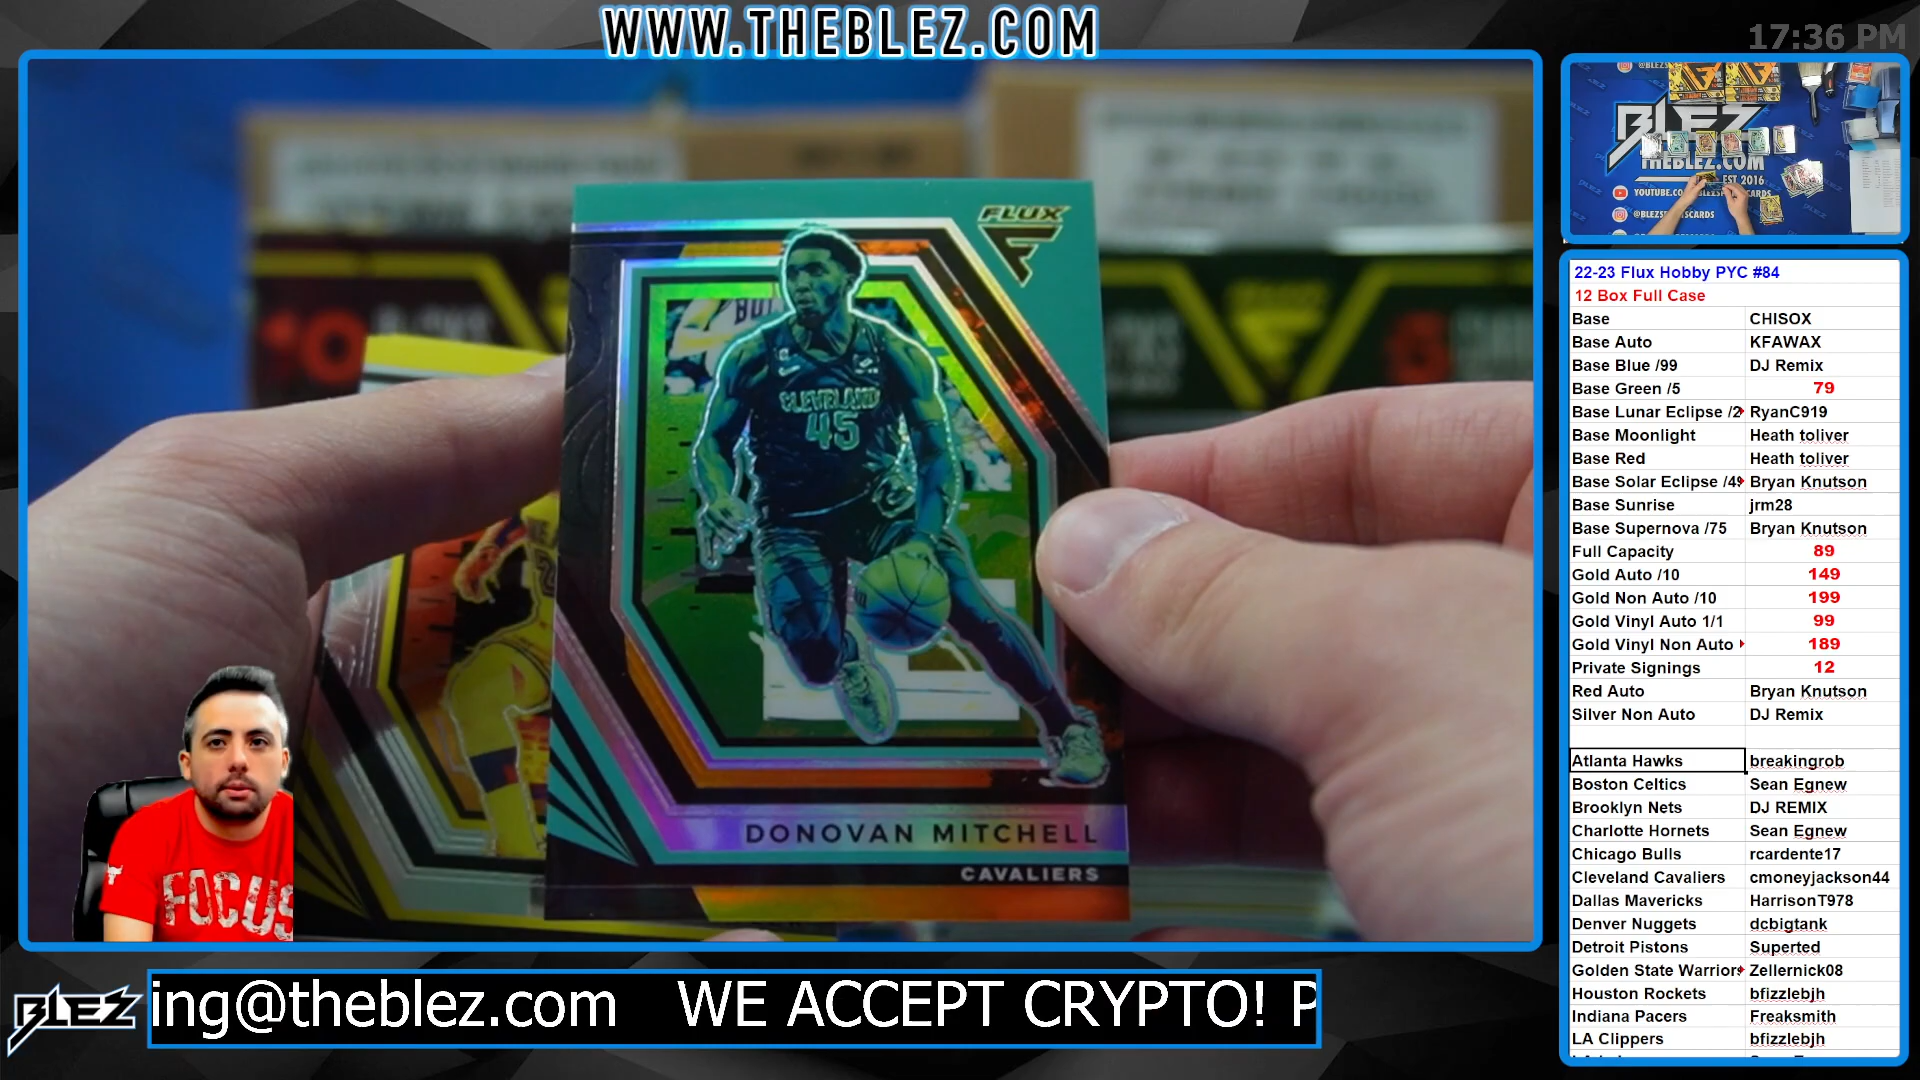 WWW.THEBLEZ.COM
17:36 PM
FLUX
CLEVELAND
45
DONOVAN MITCHELL
CAVALIERS
FOCUS
BLEZ
ing@theblez.com WE ACCEPT CRYPTO! P
BLEZ
THEBLEZ.COM
EST 2016
@BLEZSPORTSCARDS
22-23 Flux Hobby PYC #84
12 Box Full Case
Base CHISOX
Base Auto KFAWAX
Base Blue /99 DJ Remix
Base Green /5 79
Base Lunar Eclipse /2 RyanC919
Base Moonlight Heath toliver
Base Red Heath toliver
Base Solar Eclipse /49 Bryan Knutson
Base Sunrise jrm28
Base Supernova /75 Bryan Knutson
Full Capacity 89
Gold Auto /10 149
Gold Non Auto /10 199
Gold Vinyl Auto 1/1 99
Gold Vinyl Non Auto 189
Private Signings 12
Red Auto Bryan Knutson
Silver Non Auto DJ Remix
Atlanta Hawks breakingrob
Boston Celtics Sean Egnew
Brooklyn Nets DJ REMIX
Charlotte Hornets Sean Egnew
Chicago Bulls rcardente17
Cleveland Cavaliers cmoneyjackson44
Dallas Mavericks HarrisonT978
Denver Nuggets dcbigtank
Detroit Pistons Superted
Golden State Warriors Zellernick08
Houston Rockets bfizzlebjh
Indiana Pacers Freaksmith
LA Clippers bfizzlebjh